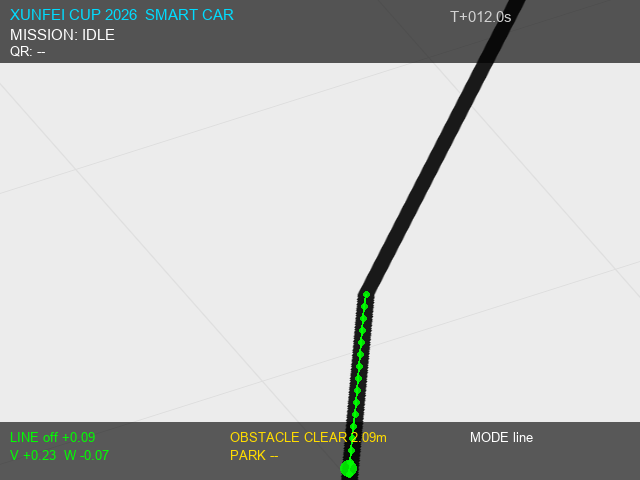 XUNFEI CUP 2026 SMART CAR
T+012.0s
MISSION: IDLE
QR: --
LINE off +0.09
OBSTACLE CLEAR 2.09m
MODE line
V +0.23 W -0.07
PARK --